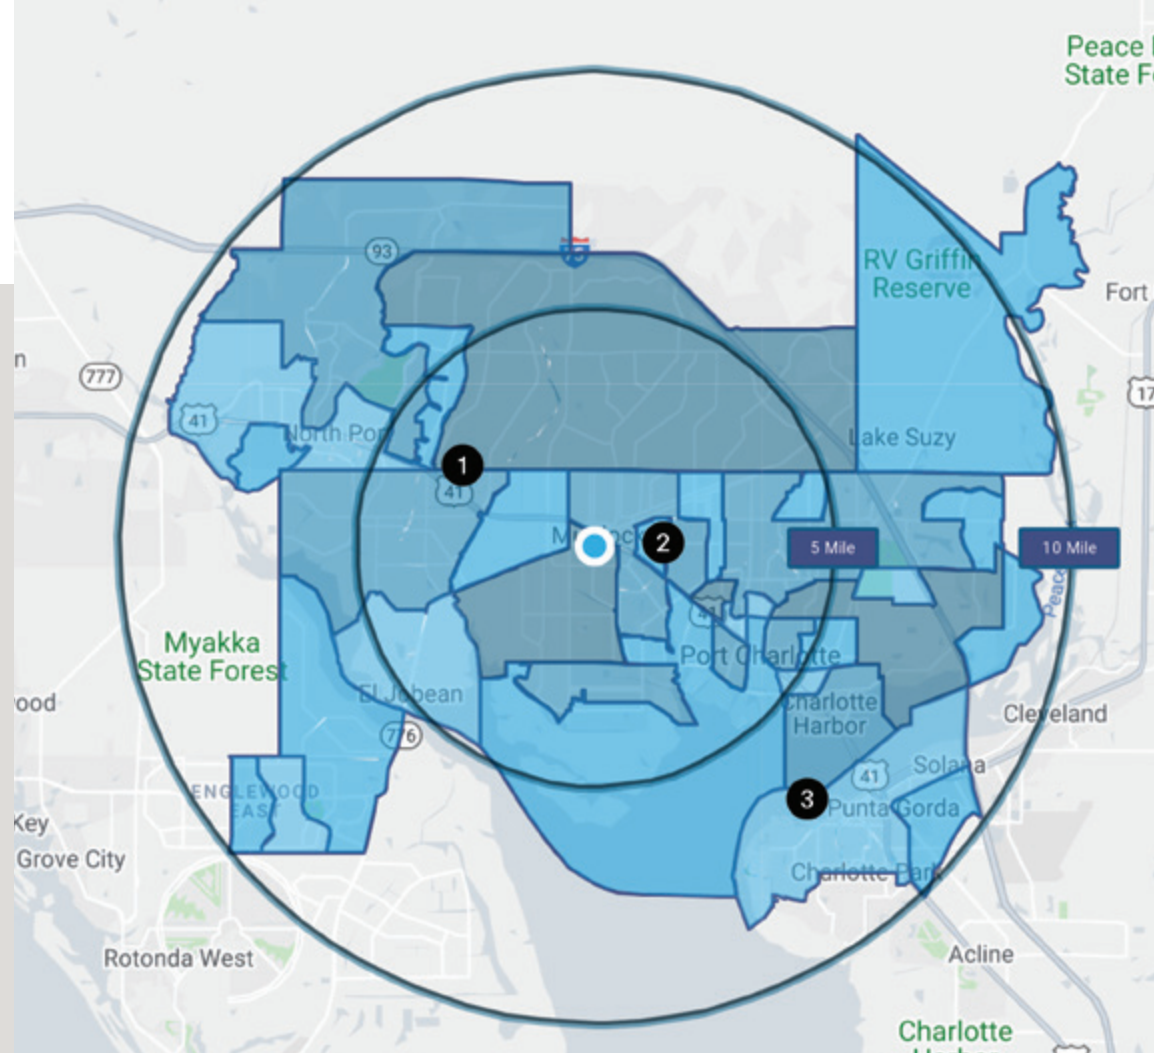 Peace
State F
93
RV Griffin
Reserve
Fort
n
777
17
41
North Por
Lake Suzy
1
41
2
5 Mile
10 Mile
Peace
41
Myakka
State Forest
Port Charlotte
El Jobean
ood
Charlotte
Harbor
Cleveland
776
Solana
41
ENGLEWOOD
EAST
3
Punta Gorda
Key
Grove City
Charlotte Park
Rotonda West
Acline
Charlotte